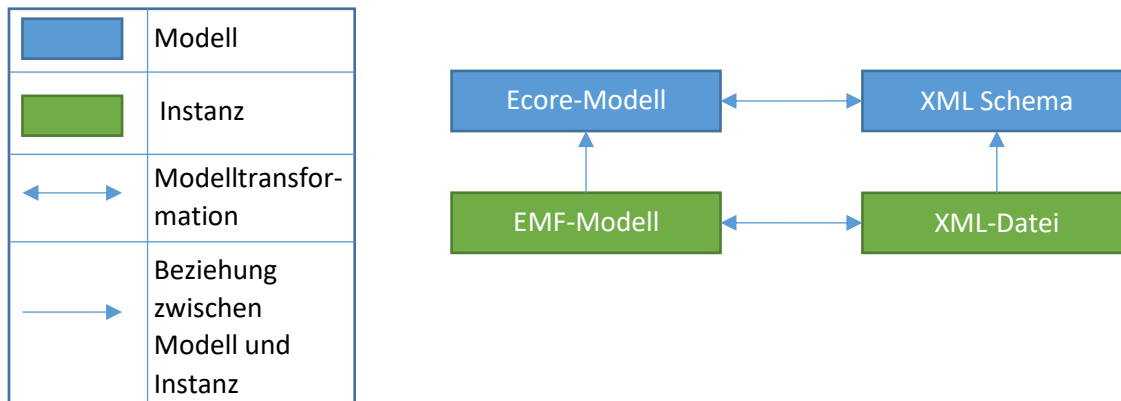 Modell
Instanz
Modelltransfor-
mation
Beziehung
zwischen
Modell und
Instanz
Ecore-Modell
XML Schema
EMF-Modell
XML-Datei